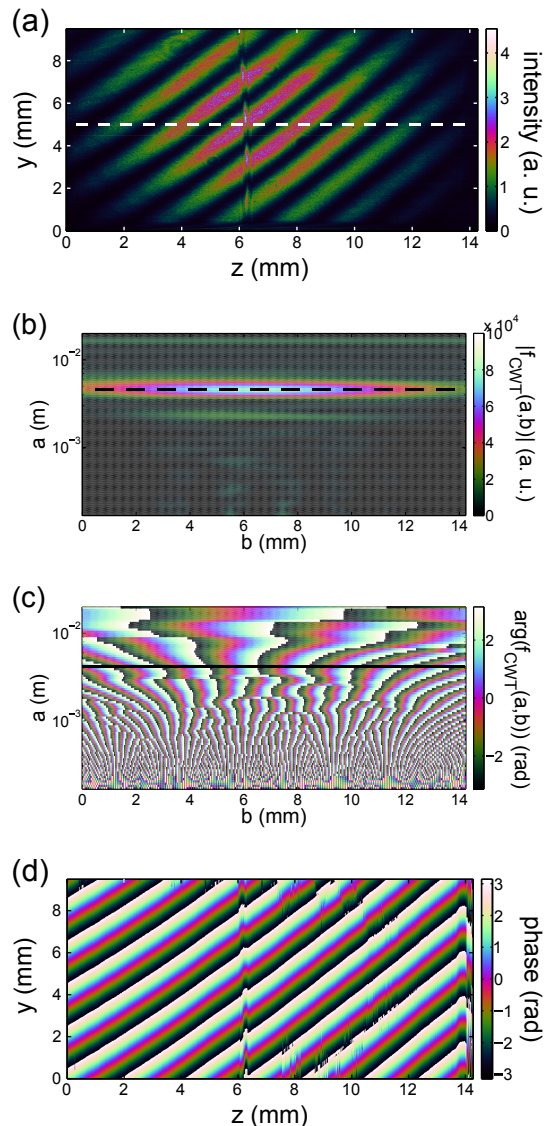 (a)
y (mm)
8
6
4
2
0
0 2 4 6 8 10 12 14
z (mm)
4
3
2
1
0
intensity (a. u.)
(b)
a (m)
10⁻²
10⁻³
0 2 4 6 8 10 12 14
b (mm)
x 10⁴
10
8
6
4
2
0
|f_CWT(a,b)| (a. u.)
(c)
a (m)
10⁻²
10⁻³
0 2 4 6 8 10 12 14
b (mm)
2
0
−2
arg(f_CWT(a,b)) (rad)
(d)
y (mm)
8
6
4
2
0
0 2 4 6 8 10 12 14
z (mm)
3
2
1
0
−1
−2
−3
phase (rad)